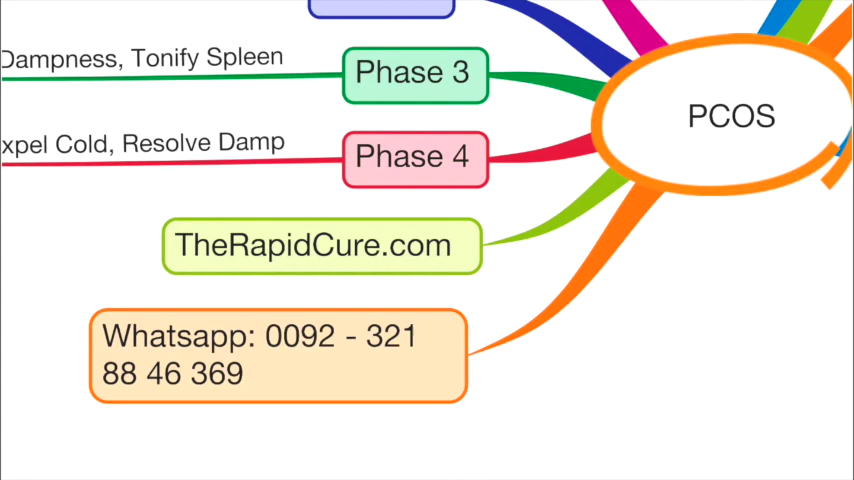 Dampness, Tonify Spleen
Phase 3
PCOS
Cold, Resolve Damp
Phase 4
TheRapidCure.com
Whatsapp: 0092 - 321
88 46 369